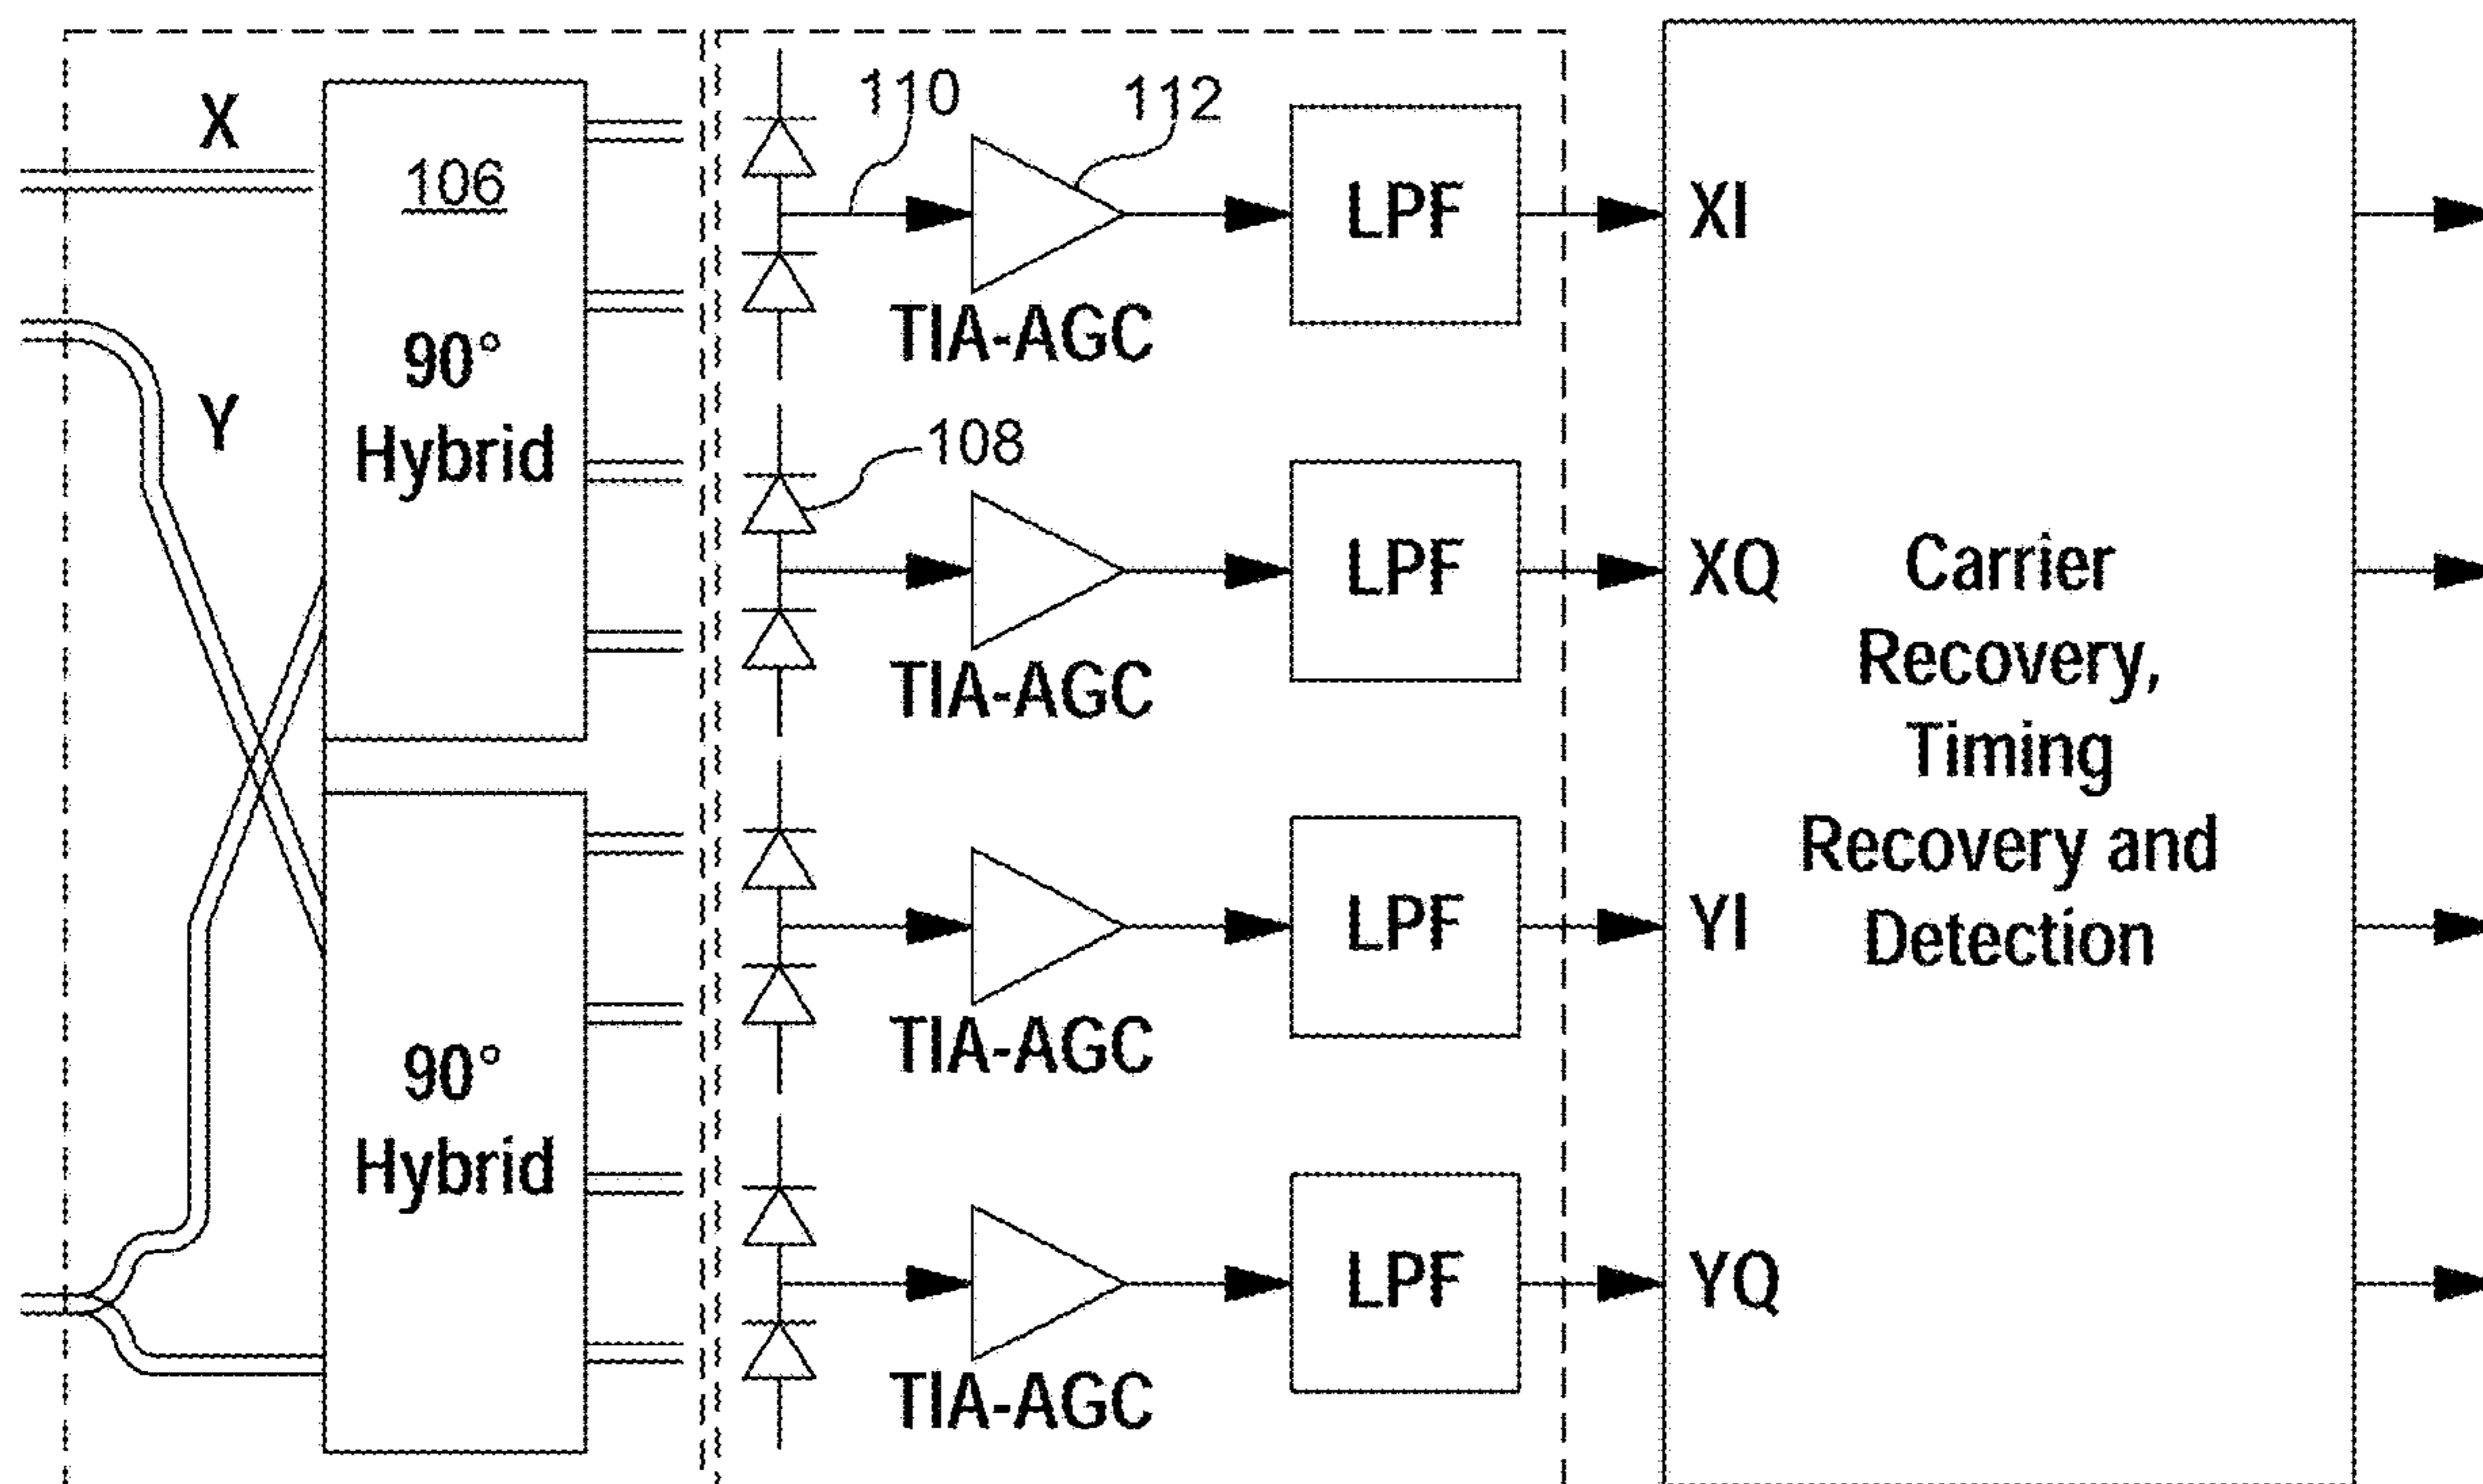 X
106
90°
Hybrid
Y
110
112
LPF
XI
TIA-AGC
108
LPF
XQ
TIA-AGC
Carrier
Recovery,
Timing
Recovery and
Detection
90°
Hybrid
LPF
YI
TIA-AGC
LPF
YQ
TIA-AGC